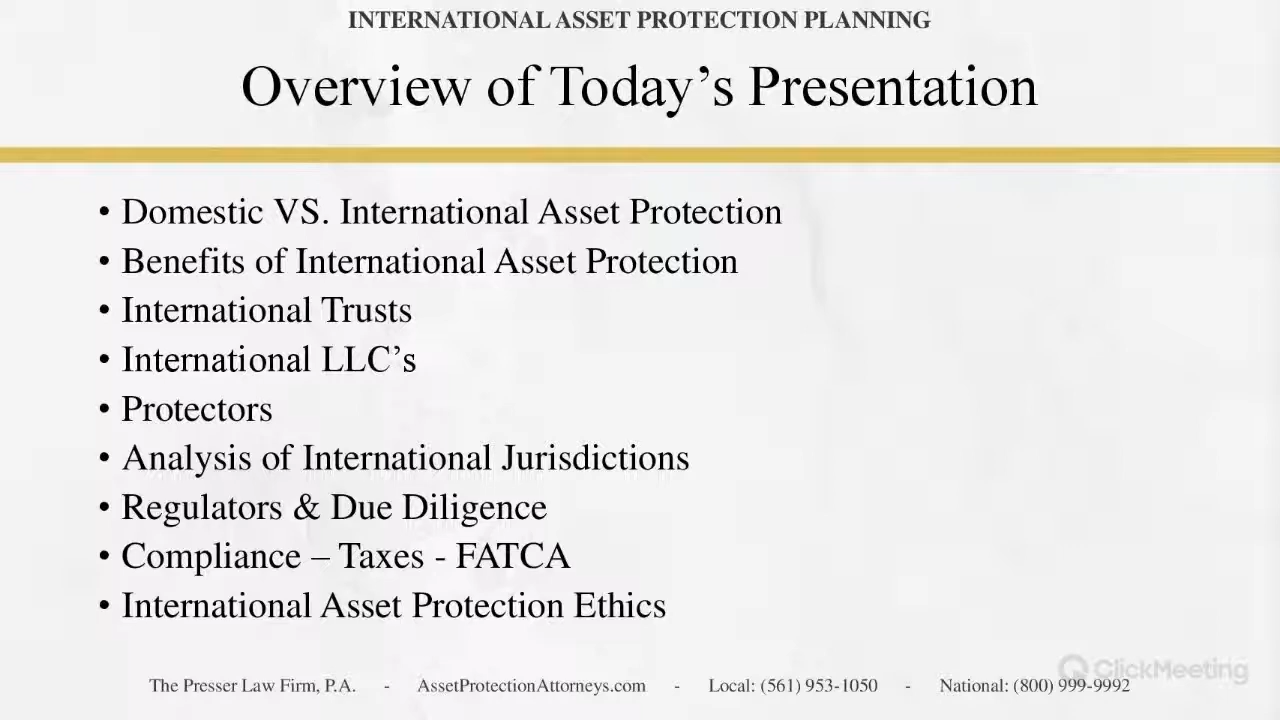 INTERNATIONAL ASSET PROTECTION PLANNING
Overview of Today’s Presentation
• Domestic VS. International Asset Protection
• Benefits of International Asset Protection
• International Trusts
• International LLC’s
• Protectors
• Analysis of International Jurisdictions
• Regulators & Due Diligence
• Compliance – Taxes - FATCA
• International Asset Protection Ethics
ClickMeeting
The Presser Law Firm, P.A. - AssetProtectionAttorneys.com - Local: (561) 953-1050 - National: (800) 999-9992